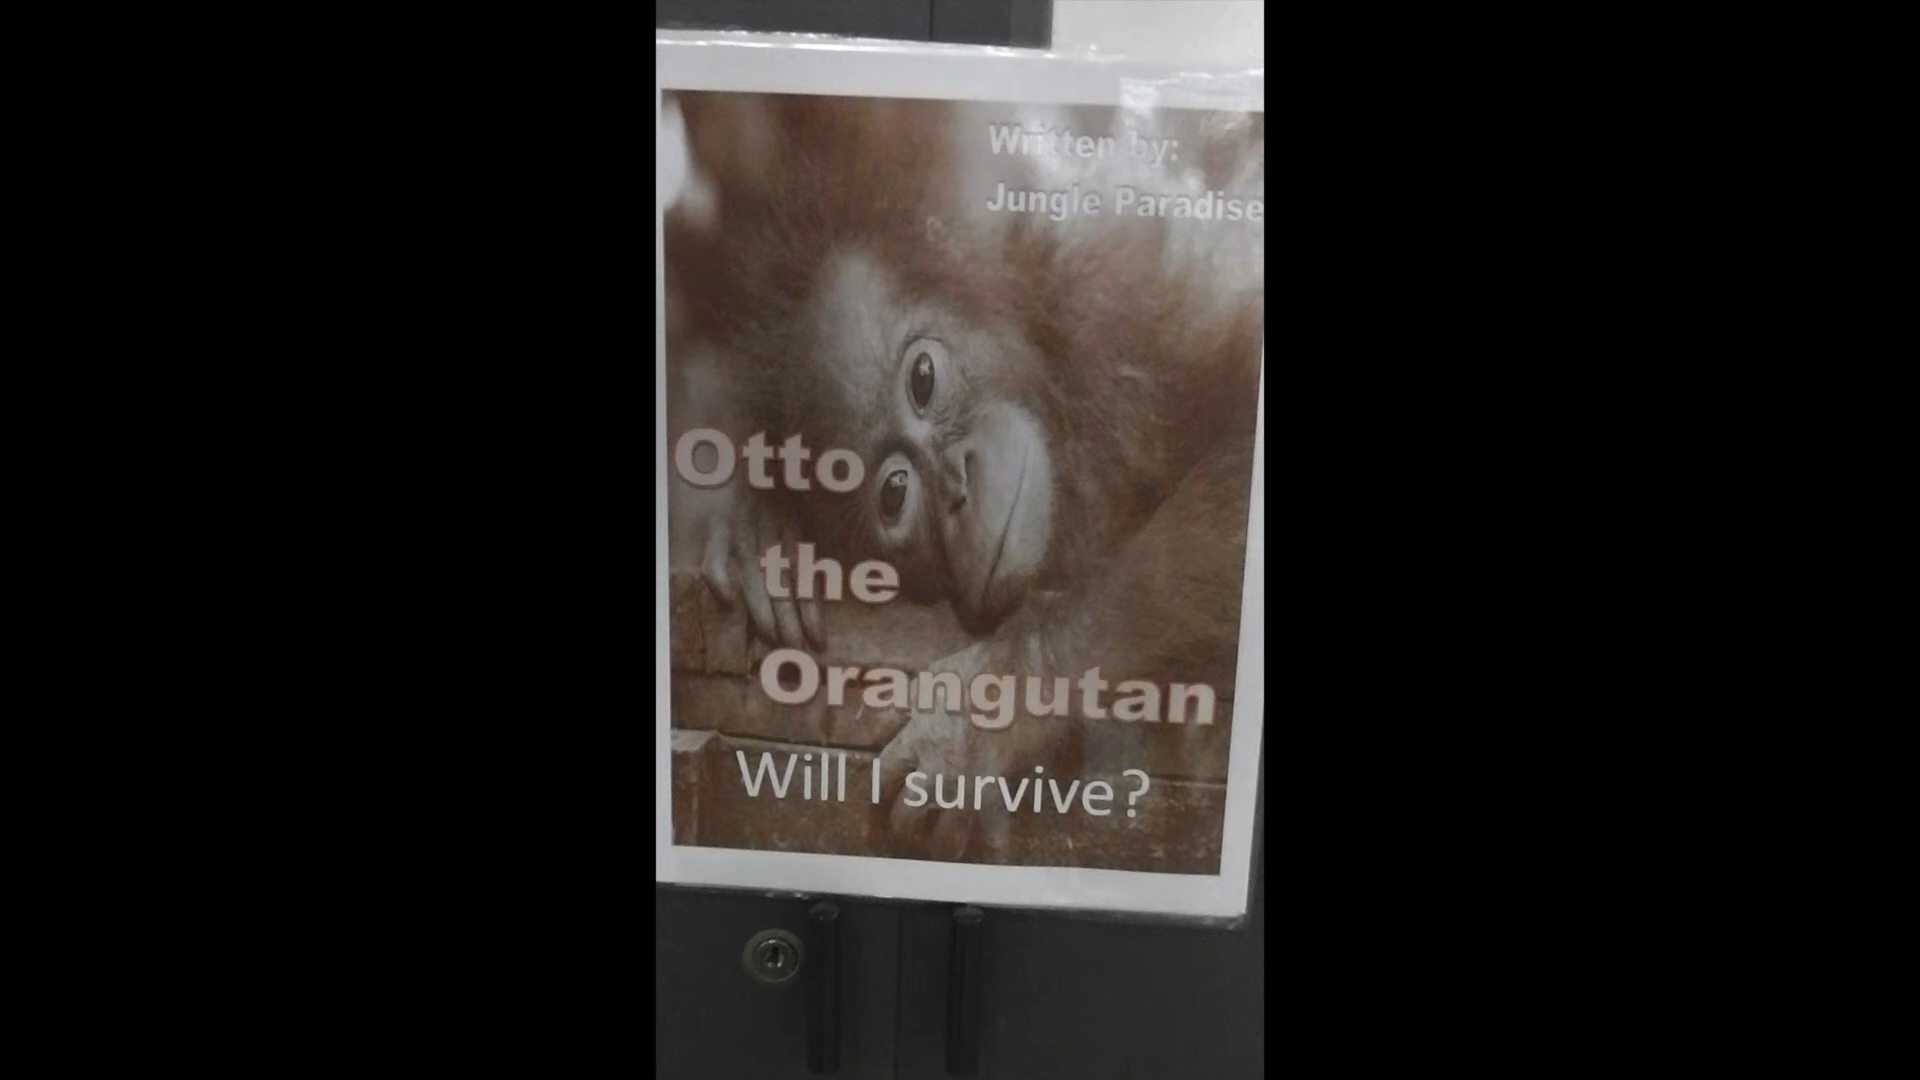 Written by:
Jungle Paradise
Otto
the
Orangutan
Will I survive?